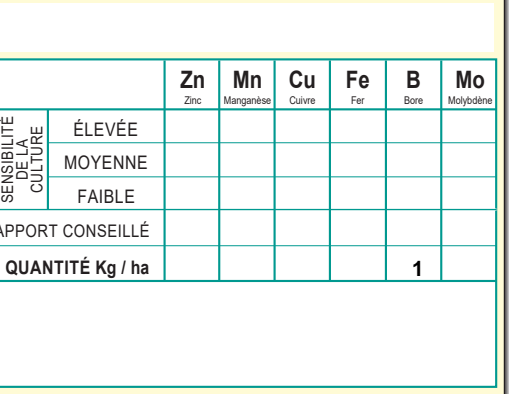 Zn Mn Cu Fe B Mo
Zinc Manganèse Cuivre Fer Bore Molybdène
SENSIBILITÉ
DE LA
CULTURE
ÉLEVÉE
MOYENNE
FAIBLE
APPORT CONSEILLÉ
QUANTITÉ Kg / ha 1